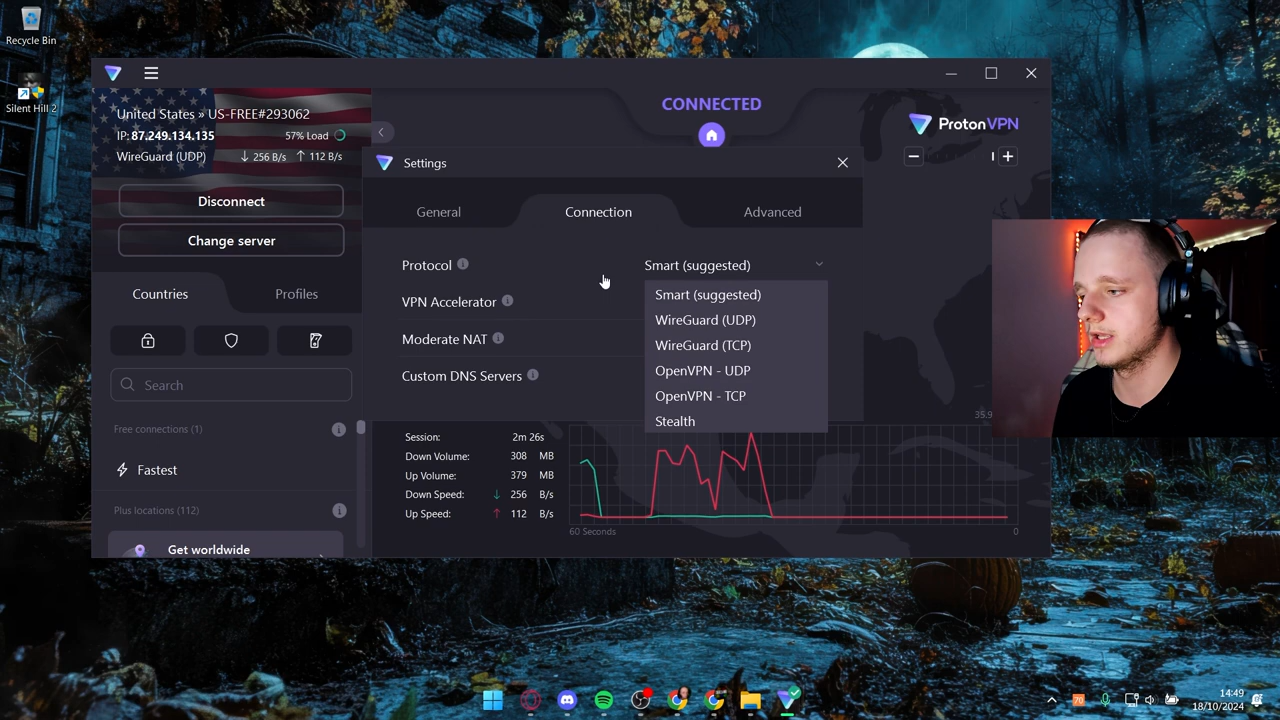 Recycle Bin
Silent Hill 2
United States » US-FREE#293062
IP: 87.249.134.135
57% Load
WireGuard (UDP)
↓ 256 B/s ↑ 112 B/s
Disconnect
Change server
Countries
Profiles
Search
Free connections (1)
Fastest
Plus locations (112)
Get worldwide
CONNECTED
ProtonVPN
Settings
General
Connection
Advanced
Protocol
Smart (suggested)
Smart (suggested)
WireGuard (UDP)
WireGuard (TCP)
OpenVPN - UDP
OpenVPN - TCP
Stealth
VPN Accelerator
Moderate NAT
Custom DNS Servers
35.9
Session: 2m 26s
Down Volume: 308 MB
Up Volume: 379 MB
Down Speed: ↓ 256 B/s
Up Speed: ↑ 112 B/s
60 Seconds
0
70
14:49
18/10/2024